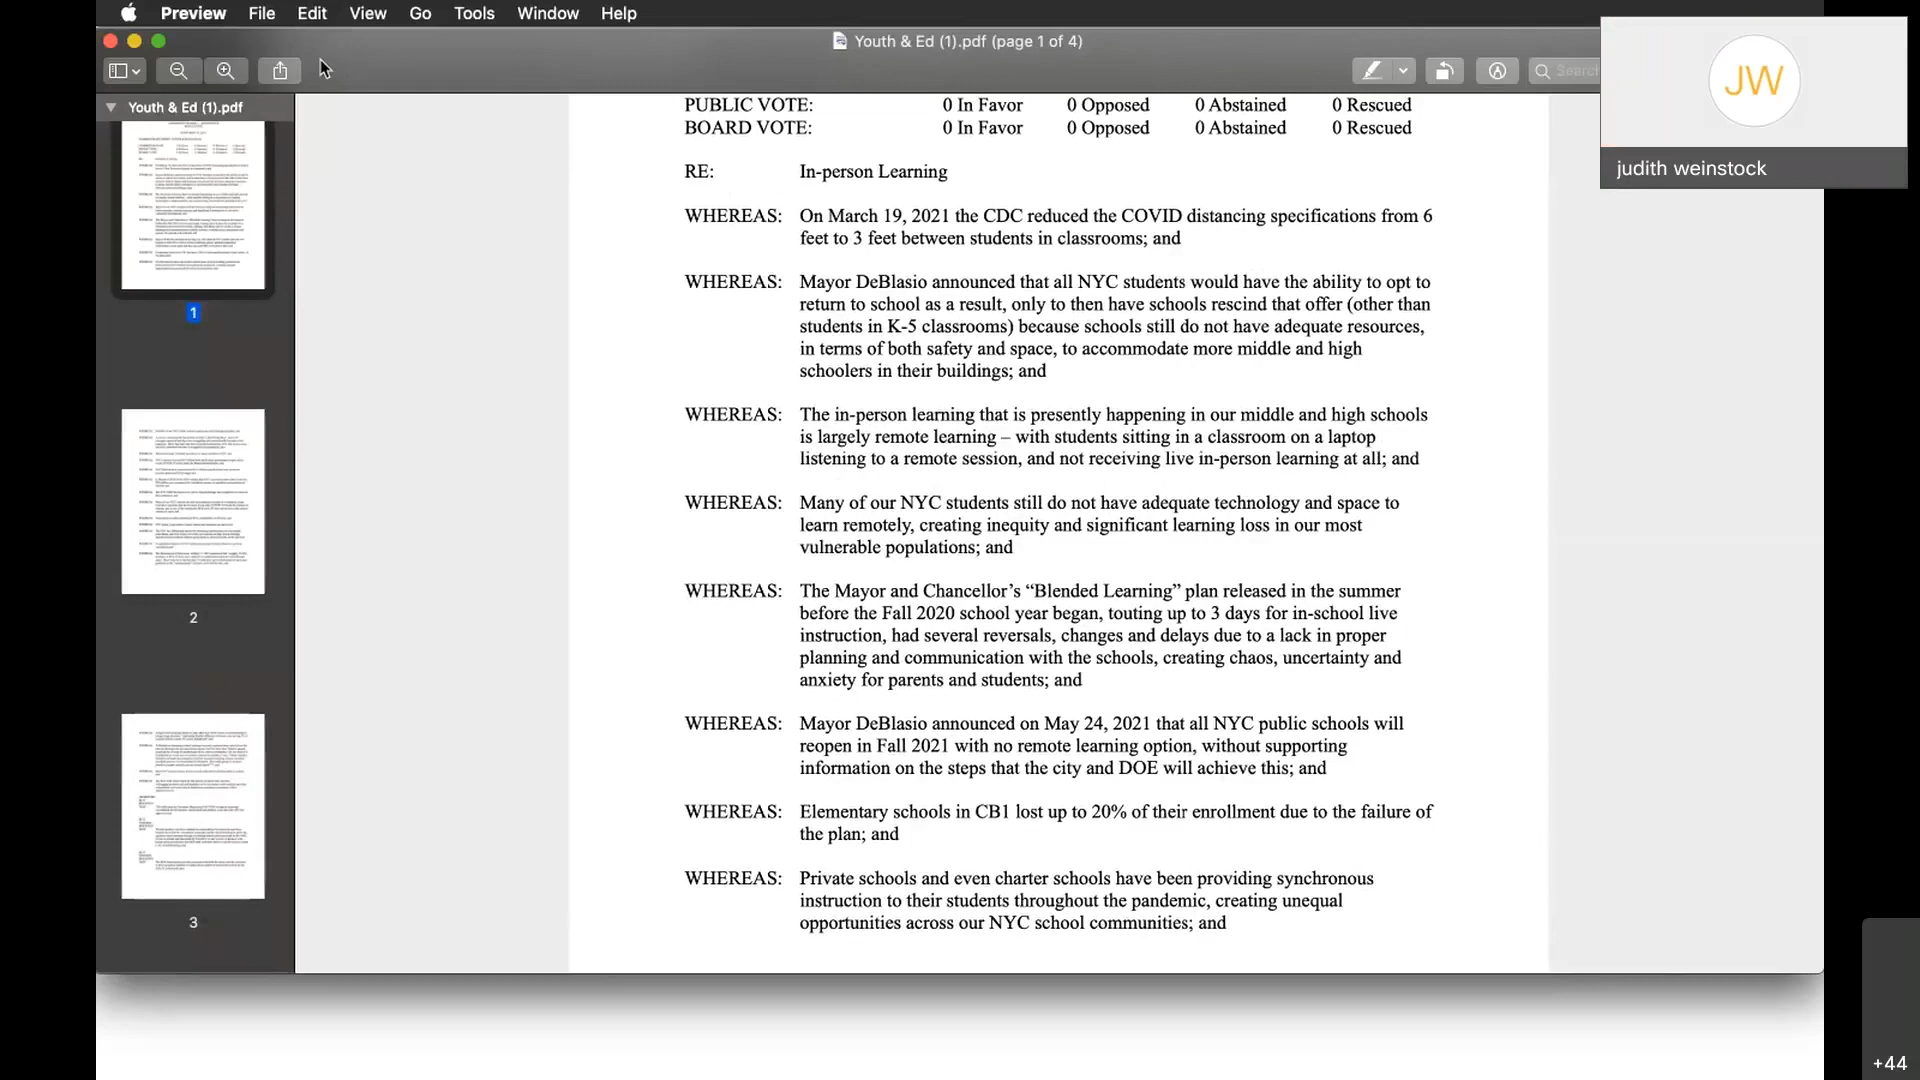 Preview File Edit View Go Tools Window Help
Youth & Ed (1).pdf (page 1 of 4)
Search
JW
judith weinstock
Youth & Ed (1).pdf
1
2
3
PUBLIC VOTE: 0 In Favor 0 Opposed 0 Abstained 0 Rescued
BOARD VOTE: 0 In Favor 0 Opposed 0 Abstained 0 Rescued
RE: In-person Learning
WHEREAS: On March 19, 2021 the CDC reduced the COVID distancing specifications from 6
feet to 3 feet between students in classrooms; and
WHEREAS: Mayor DeBlasio announced that all NYC students would have the ability to opt to
return to school as a result, only to then have schools rescind that offer (other than
students in K-5 classrooms) because schools still do not have adequate resources,
in terms of both safety and space, to accommodate more middle and high
schoolers in their buildings; and
WHEREAS: The in-person learning that is presently happening in our middle and high schools
is largely remote learning – with students sitting in a classroom on a laptop
listening to a remote session, and not receiving live in-person learning at all; and
WHEREAS: Many of our NYC students still do not have adequate technology and space to
learn remotely, creating inequity and significant learning loss in our most
vulnerable populations; and
WHEREAS: The Mayor and Chancellor’s “Blended Learning” plan released in the summer
before the Fall 2020 school year began, touting up to 3 days for in-school live
instruction, had several reversals, changes and delays due to a lack in proper
planning and communication with the schools, creating chaos, uncertainty and
anxiety for parents and students; and
WHEREAS: Mayor DeBlasio announced on May 24, 2021 that all NYC public schools will
reopen in Fall 2021 with no remote learning option, without supporting
information on the steps that the city and DOE will achieve this; and
WHEREAS: Elementary schools in CB1 lost up to 20% of their enrollment due to the failure of
the plan; and
WHEREAS: Private schools and even charter schools have been providing synchronous
instruction to their students throughout the pandemic, creating unequal
opportunities across our NYC school communities; and
+44